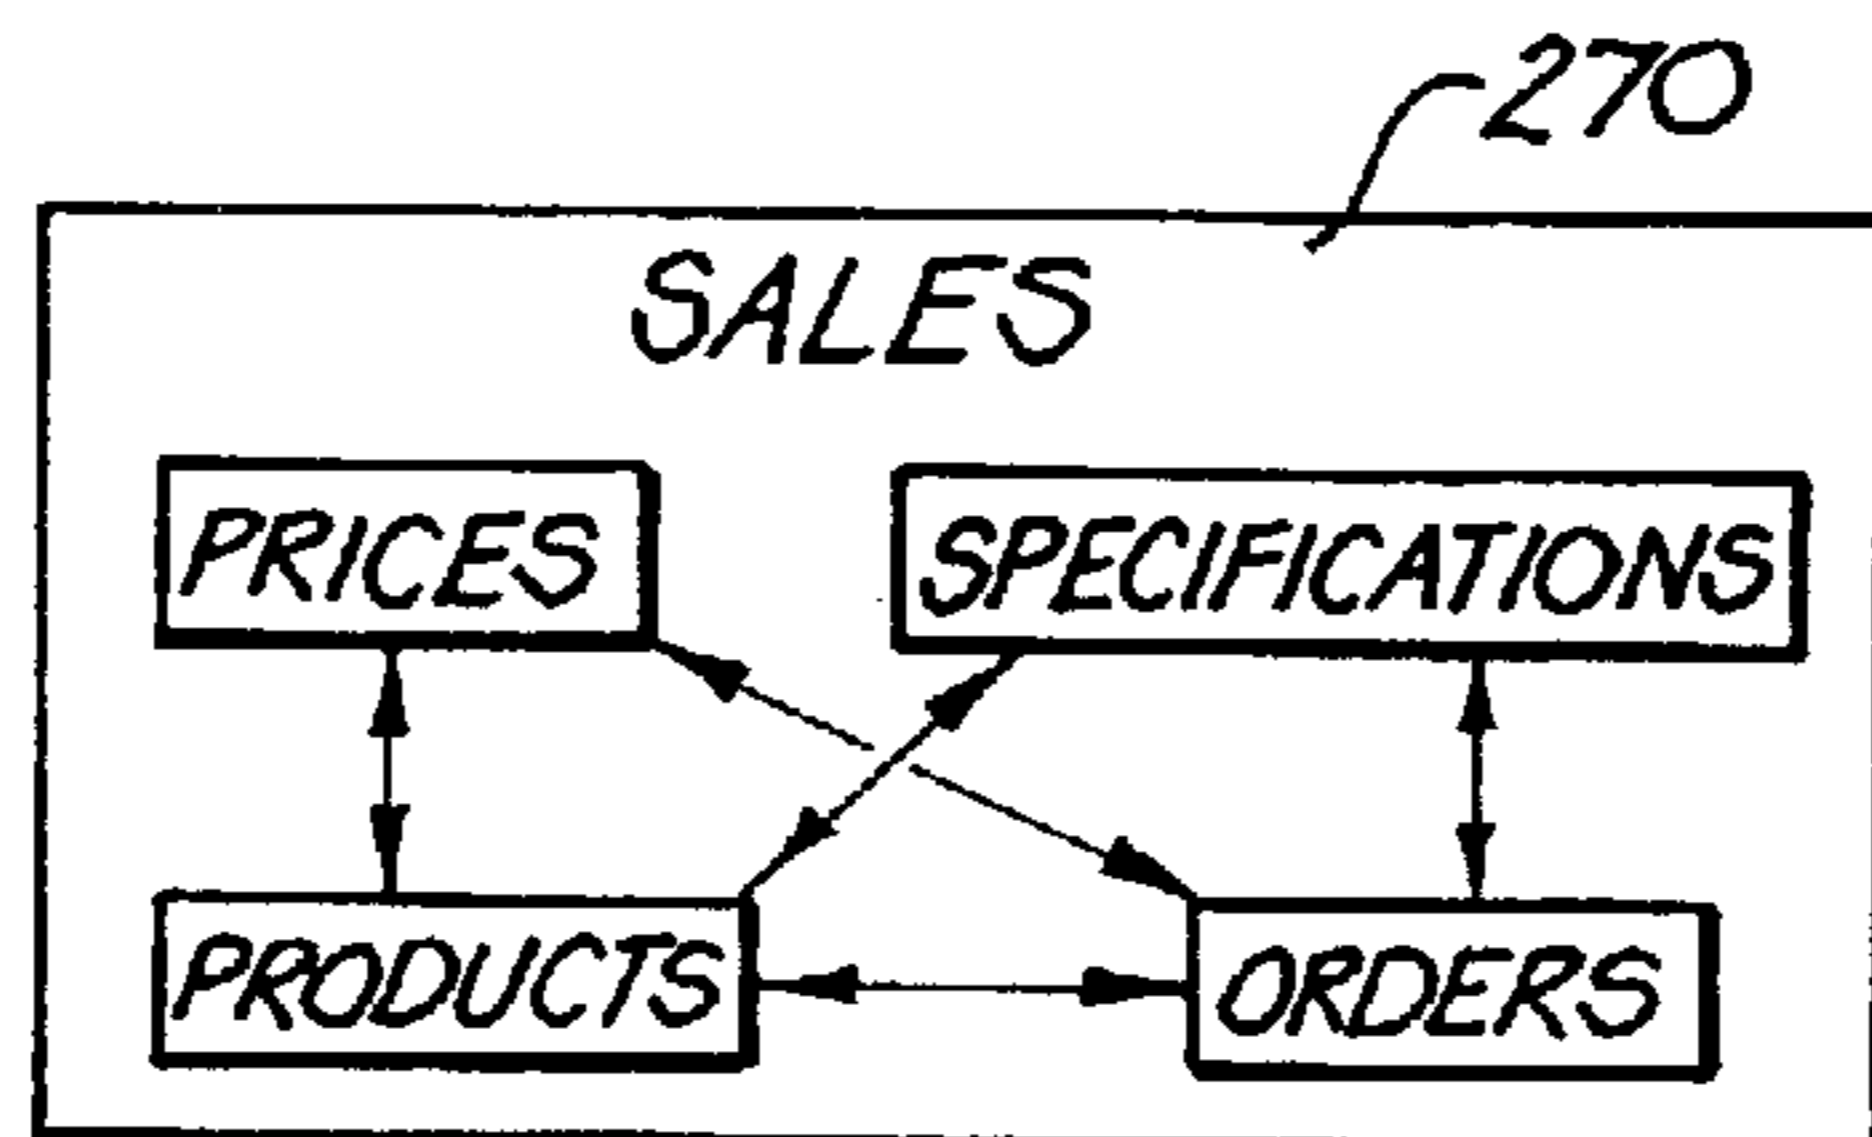 270
SALES
PRICES
SPECIFICATIONS
PRODUCTS
ORDERS